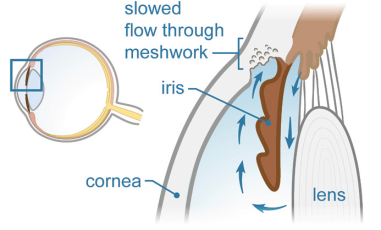 slowed
flow through
meshwork
iris
cornea
lens